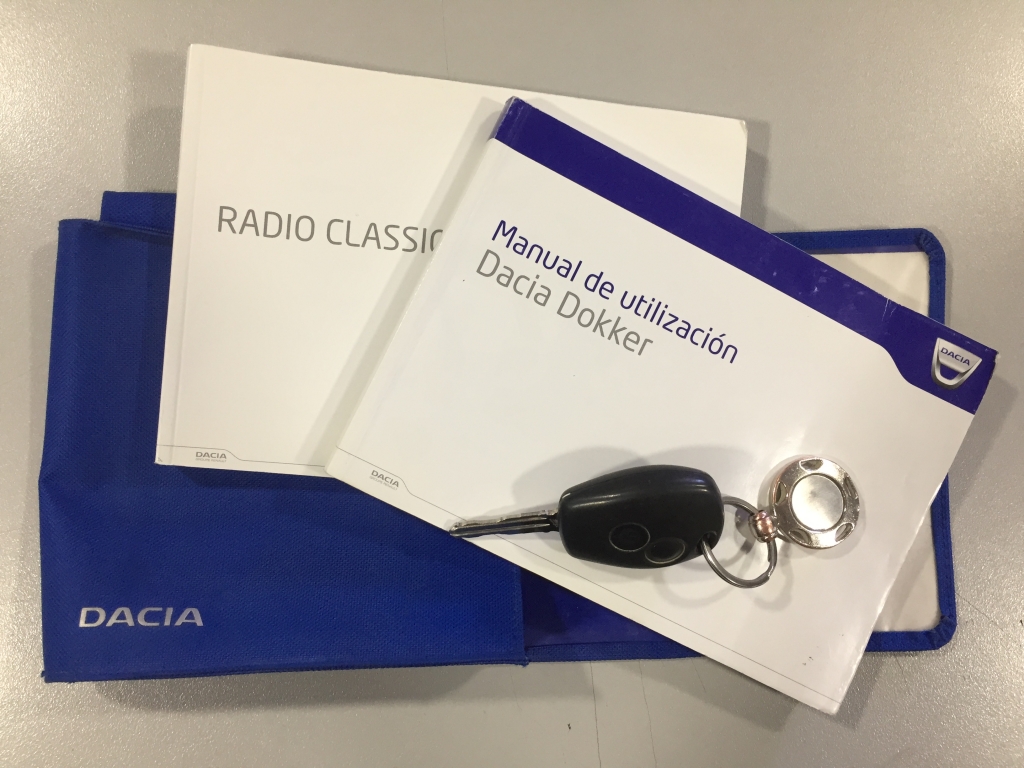 RADIO CLASSIC
Manual de utilización
Dacia Dokker
DACIA
DACIA
DACIA
DACIA